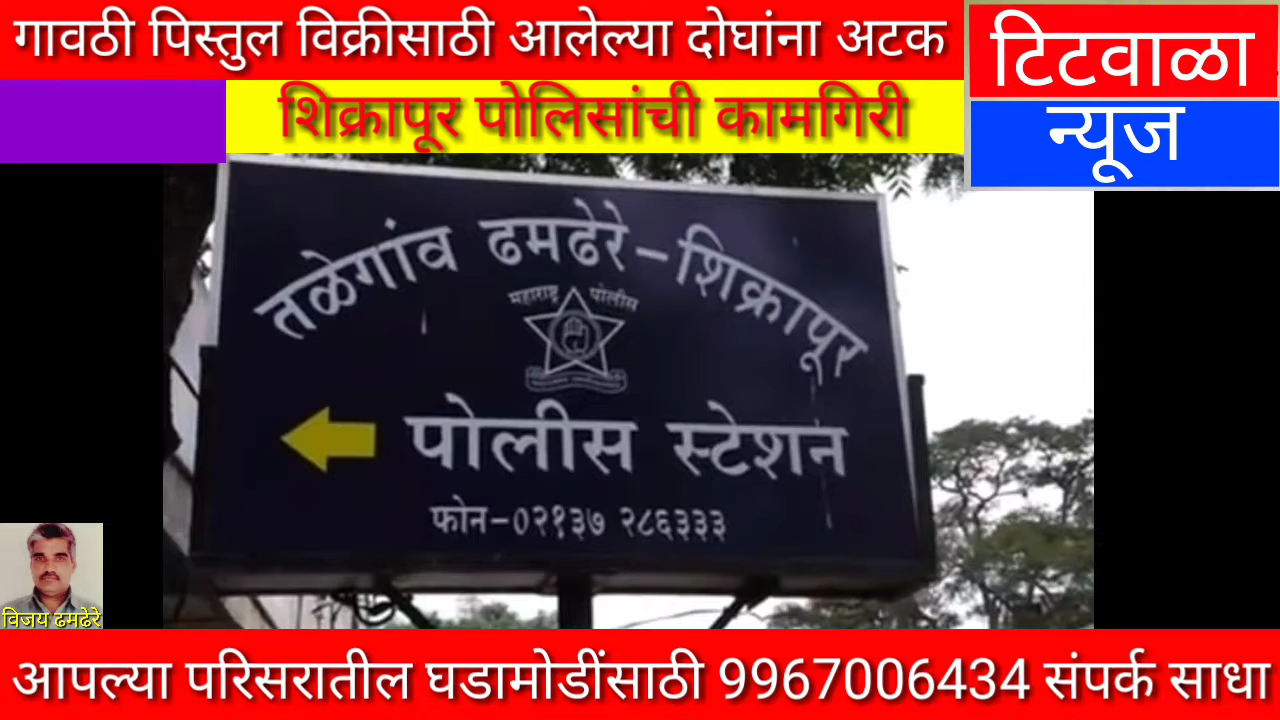 गावठी पिस्तुल विक्रीसाठी आलेल्या दोघांना अटक
टिटवाळा
न्यूज
शिक्रापूर पोलिसांची कामगिरी
तळेगांव ढमढेरे-शिक्रापूर
महाराष्ट्र पोलीस
पोलीस स्टेशन
फोन-०२१३७ २८६३३३
विजय ढमढेरे
आपल्या परिसरातील घडामोडींसाठी 9967006434 संपर्क साधा